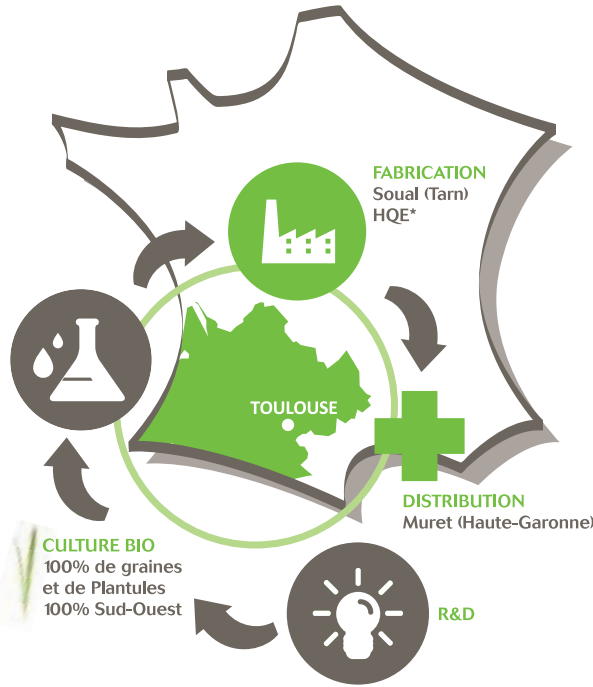 FABRICATION
Soual (Tarn)
HQE*
TOULOUSE
DISTRIBUTION
Muret (Haute-Garonne)
CULTURE BIO
100% de graines
et de Plantules
100% Sud-Ouest
R&D